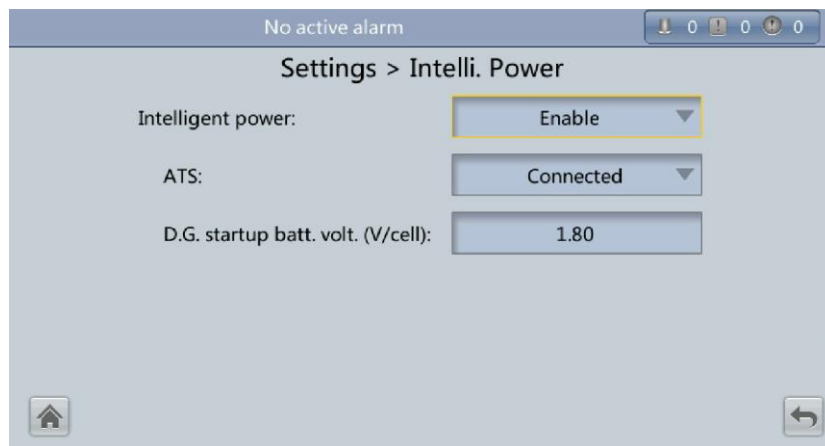 No active alarm 0 0 0
Settings > Intelli. Power
Intelligent power: Enable
ATS: Connected
D.G. startup batt. volt. (V/cell): 1.80